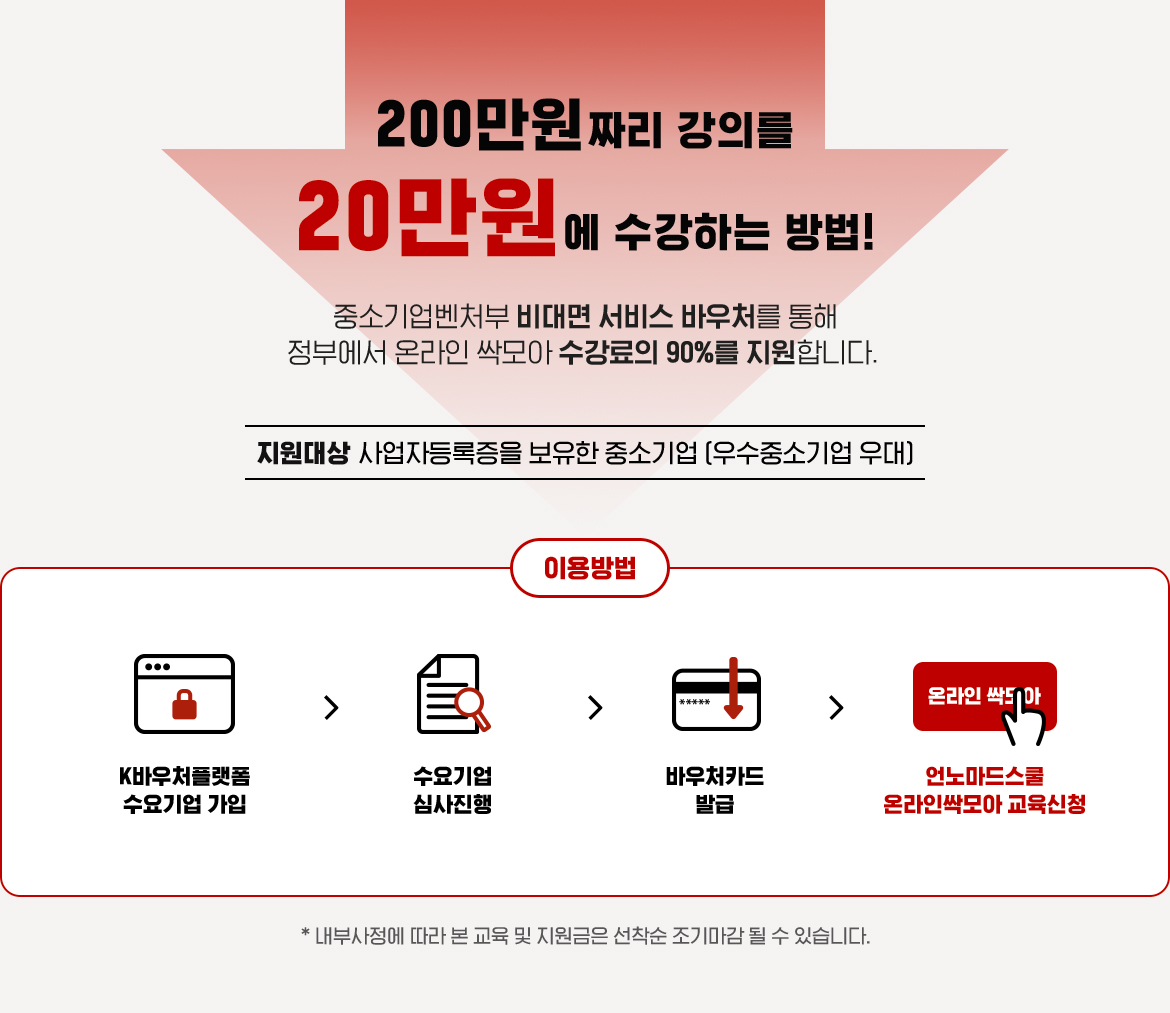 200만원짜리 강의를
20만원에 수강하는 방법!
중소기업벤처부 비대면 서비스 바우처를 통해
정부에서 온라인 싹모아 수강료의 90%를 지원합니다.
지원대상 사업자등록증을 보유한 중소기업 (우수중소기업 우대)
이용방법
*****
온라인 싹모아
K바우처플랫폼
수요기업 가입
수요기업
심사진행
바우처카드
발급
언노마드스쿨
온라인싹모아 교육신청
* 내부사정에 따라 본 교육 및 지원금은 선착순 조기마감 될 수 있습니다.